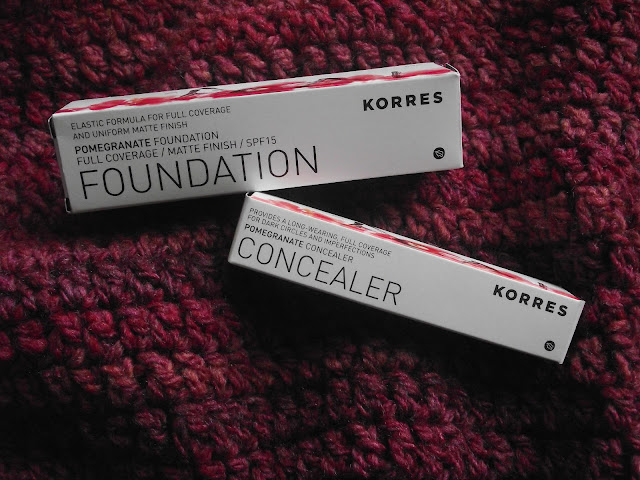 ELASTIC FORMULA FOR FULL COVERAGE
AND UNIFORM MATTE FINISH
POMEGRANATE FOUNDATION
FULL COVERAGE / MATTE FINISH / SPF15
FOUNDATION
KORRES
PROVIDES A LONG-WEARING, FULL COVERAGE
FOR DARK CIRCLES AND IMPERFECTIONS
POMEGRANATE CONCEALER
CONCEALER
KORRES